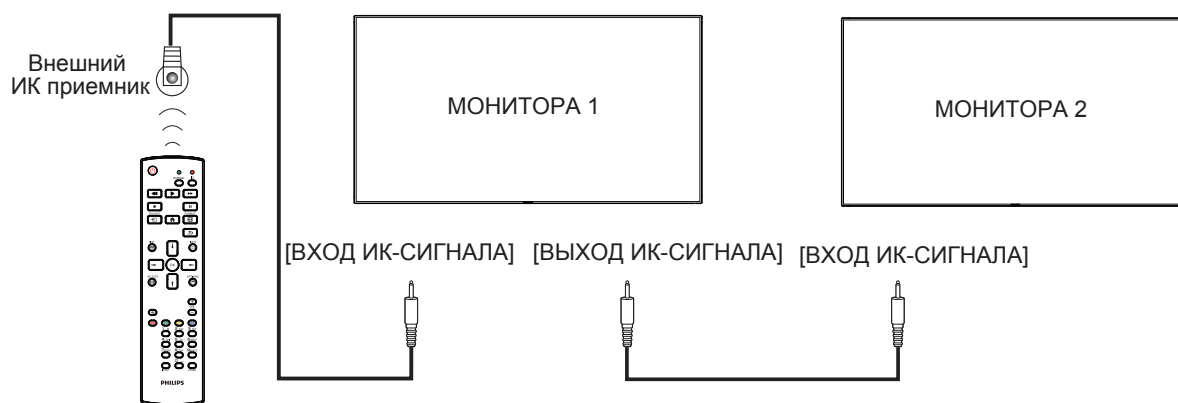 Внешний
ИК приемник
МОНИТОРА 1
МОНИТОРА 2
[ВХОД ИК-СИГНАЛА]
[ВЫХОД ИК-СИГНАЛА]
[ВХОД ИК-СИГНАЛА]
PHILIPS